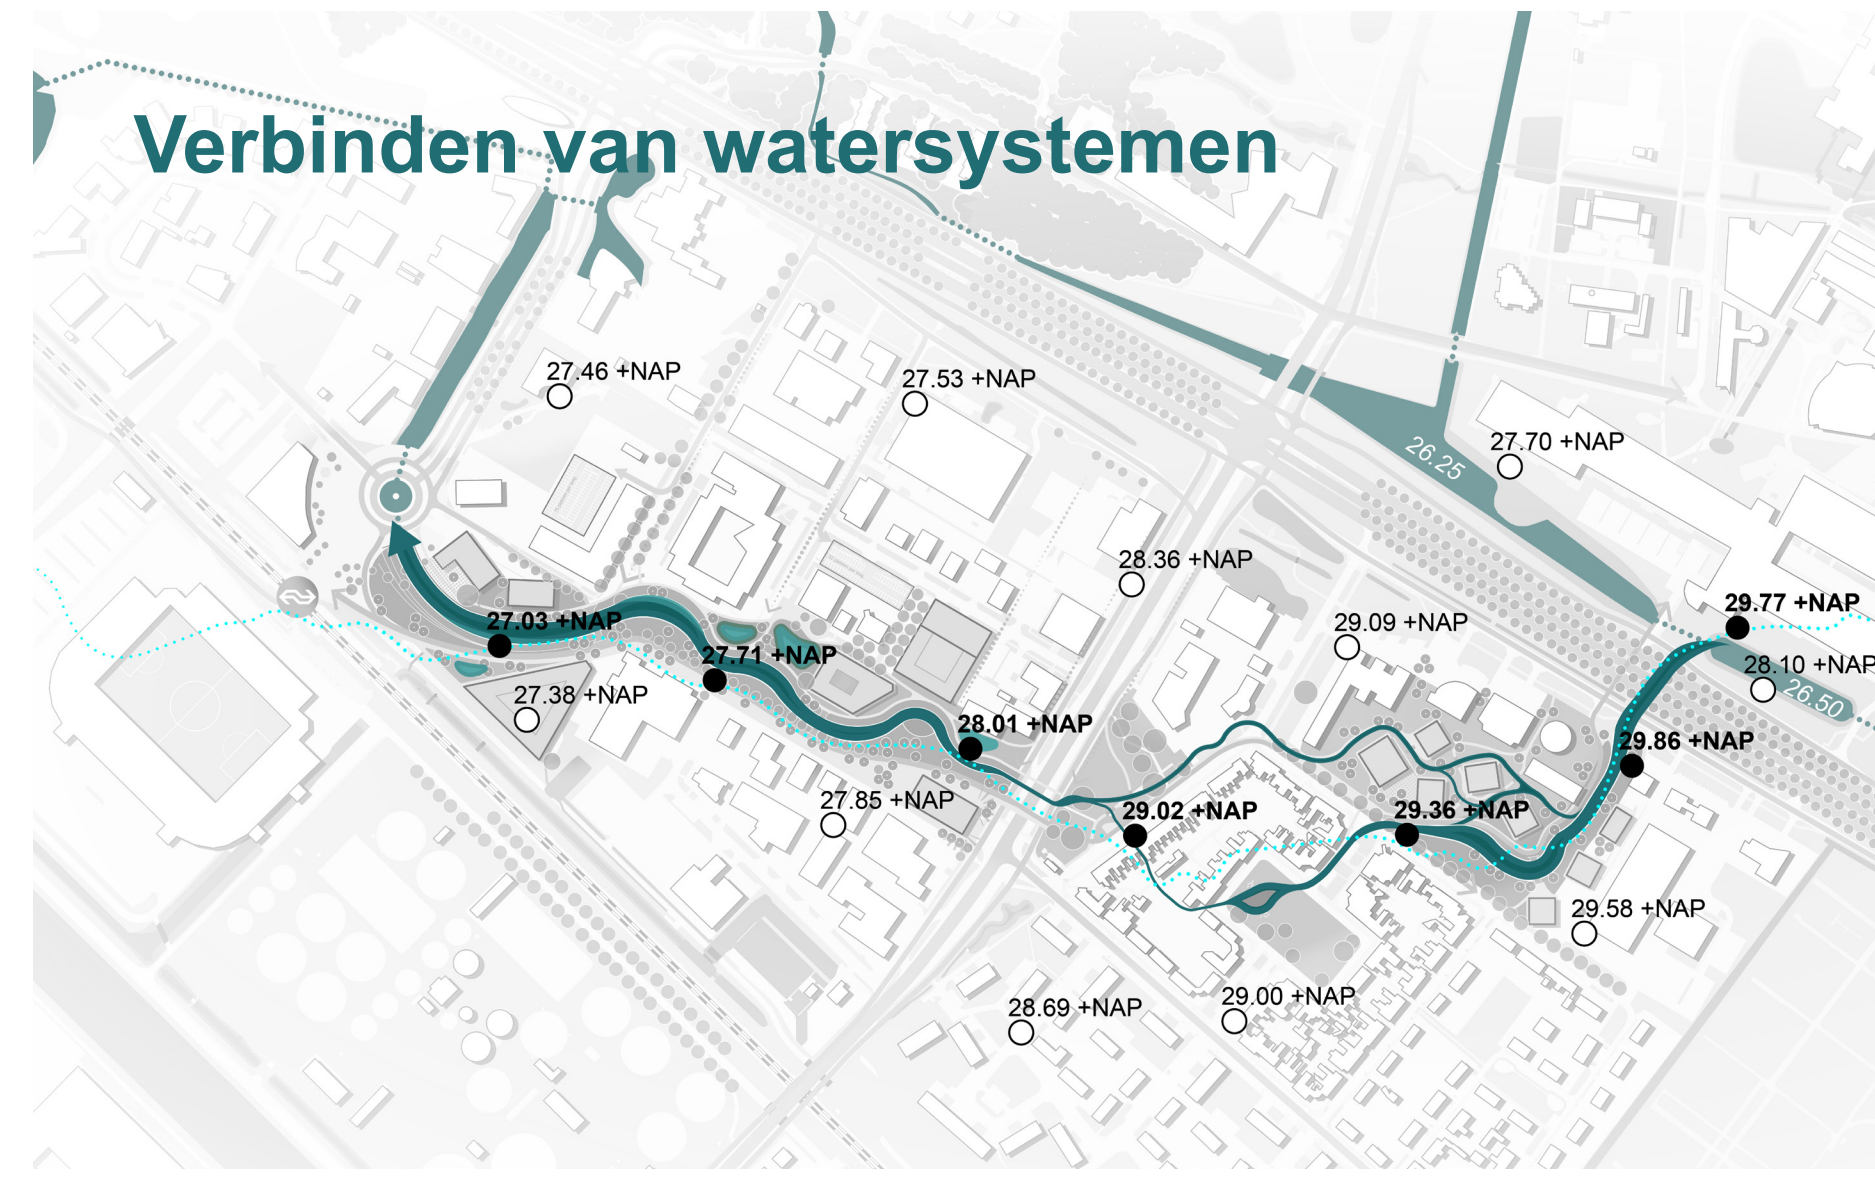 Verbinden van watersystemen
27.46 +NAP
27.53 +NAP
26.25
27.70 +NAP
28.36 +NAP
29.77 +NAP
27.03 +NAP
29.09 +NAP
27.71 +NAP
28.10 +NAP
26.50
27.38 +NAP
28.01 +NAP
29.86 +NAP
27.85 +NAP
29.02 +NAP
29.36 +NAP
29.58 +NAP
29.00 +NAP
28.69 +NAP